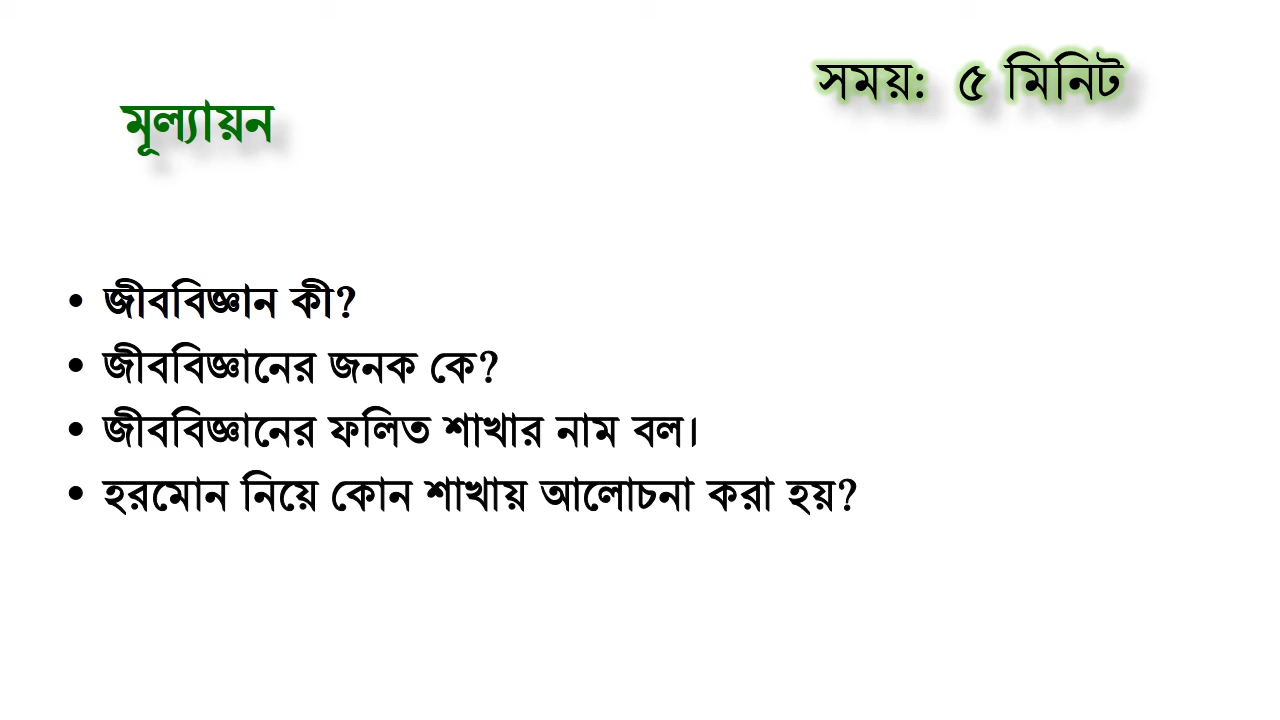 সময়: ৫ মিনিট
মূল্যায়ন
• জীববিজ্ঞান কী?
• জীববিজ্ঞানের জনক কে?
• জীববিজ্ঞানের ফলিত শাখার নাম বল।
• হরমোন নিয়ে কোন শাখায় আলোচনা করা হয়?